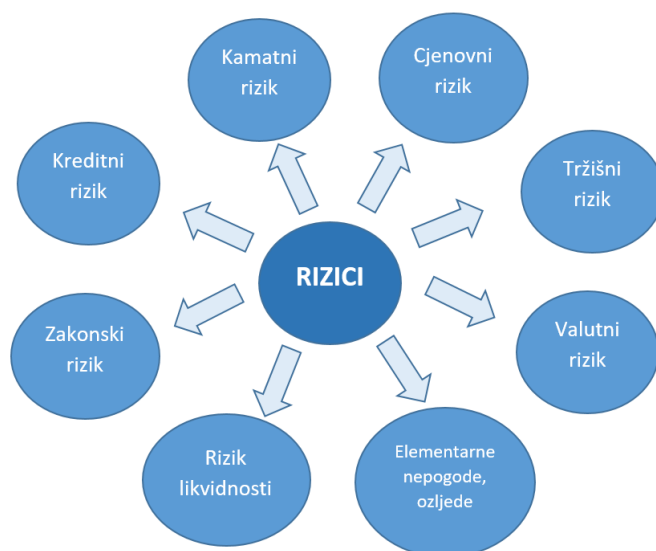 Kamatni
rizik
Cjenovni
rizik
Kreditni
rizik
Tržišni
rizik
RIZICI
Zakonski
rizik
Valutni
rizik
Rizik
likvidnosti
Elementarne
nepogode,
ozljede